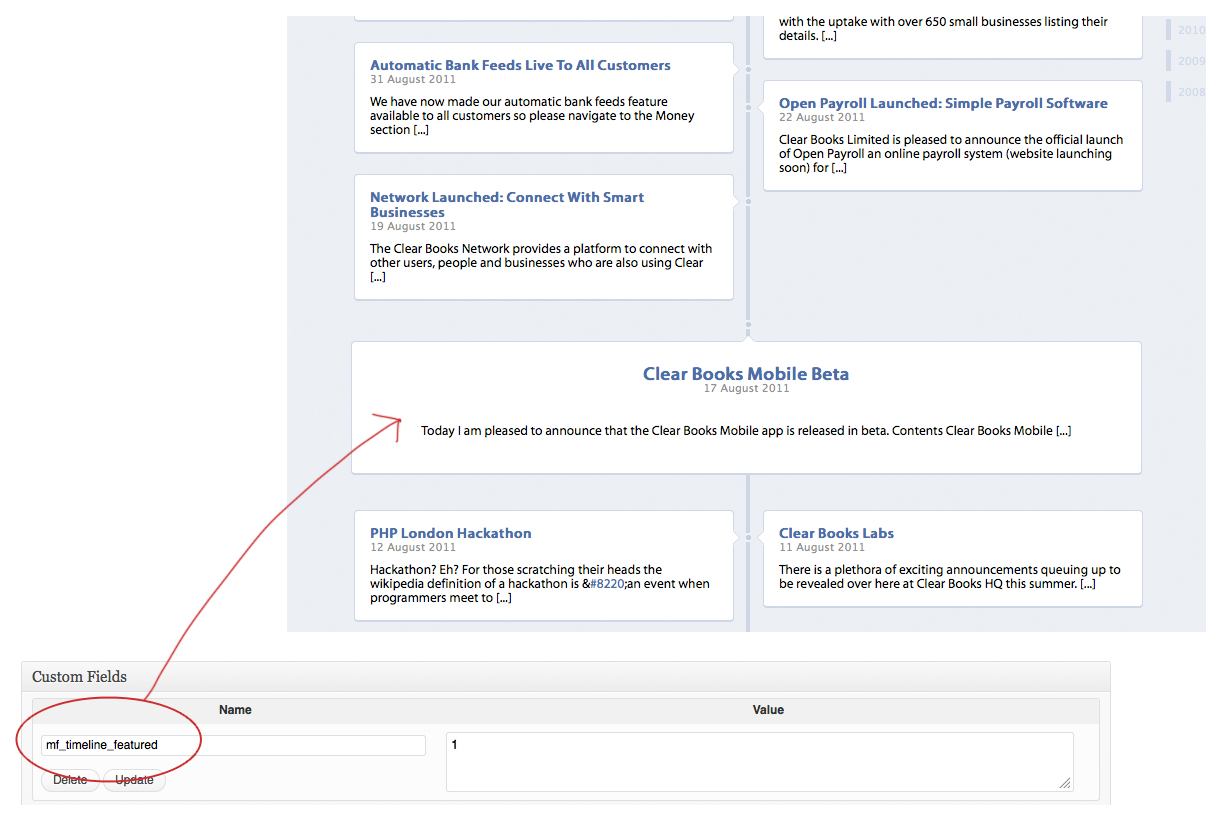 with the uptake with over 650 small businesses listing their
details. [...]
2010
2009
2008
Automatic Bank Feeds Live To All Customers
31 August 2011
We have now made our automatic bank feeds feature
available to all customers so please navigate to the Money
section [...]
Open Payroll Launched: Simple Payroll Software
22 August 2011
Clear Books Limited is pleased to announce the official launch
of Open Payroll an online payroll system (website launching
soon) for [...]
Network Launched: Connect With Smart
Businesses
19 August 2011
The Clear Books Network provides a platform to connect with
other users, people and businesses who are also using Clear
[...]
Clear Books Mobile Beta
17 August 2011
Today I am pleased to announce that the Clear Books Mobile app is released in beta. Contents Clear Books Mobile [...]
PHP London Hackathon
12 August 2011
Hackathon? Eh? For those scratching their heads the
wikipedia definition of a hackathon is &#8220;an event when
programmers meet to [...]
Clear Books Labs
11 August 2011
There is a plethora of exciting announcements queuing up to
be revealed over here at Clear Books HQ this summer. [...]
Custom Fields
Name
Value
mf_timeline_featured
1
Delete
Update